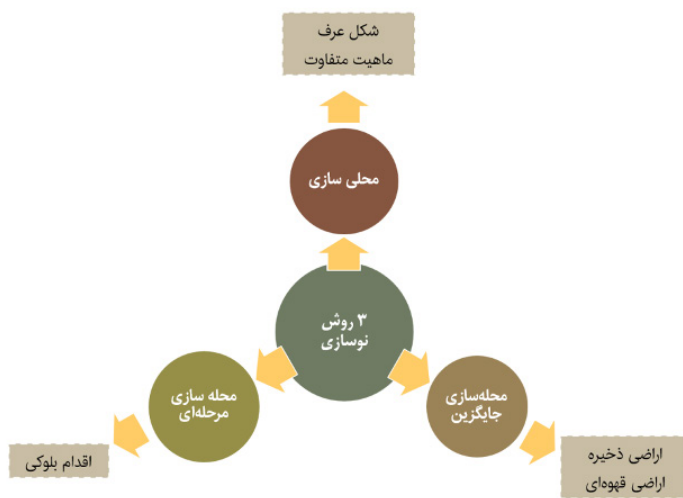 شکل عرف
ماهیت متفاوت
محلی سازی
۳ روش
نوسازی
محله‌سازی
جایگزین
محله سازی
مرحله‌ای
اراضی ذخیره
اراضی قهوه‌ای
اقدام بلوکی